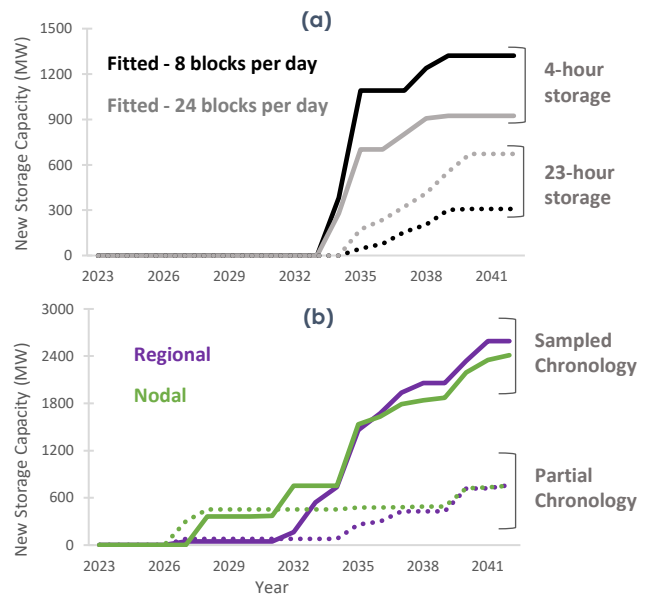 (a)
New Storage Capacity (MW)
1500
1200
900
600
300
0
Fitted - 8 blocks per day
Fitted - 24 blocks per day
4-hour
storage
23-hour
storage
2023 2026 2029 2032 2035 2038 2041
(b)
New Storage Capacity (MW)
3000
2400
1800
1200
600
0
Regional
Nodal
Sampled
Chronology
Partial
Chronology
2023 2026 2029 2032 2035 2038 2041
Year